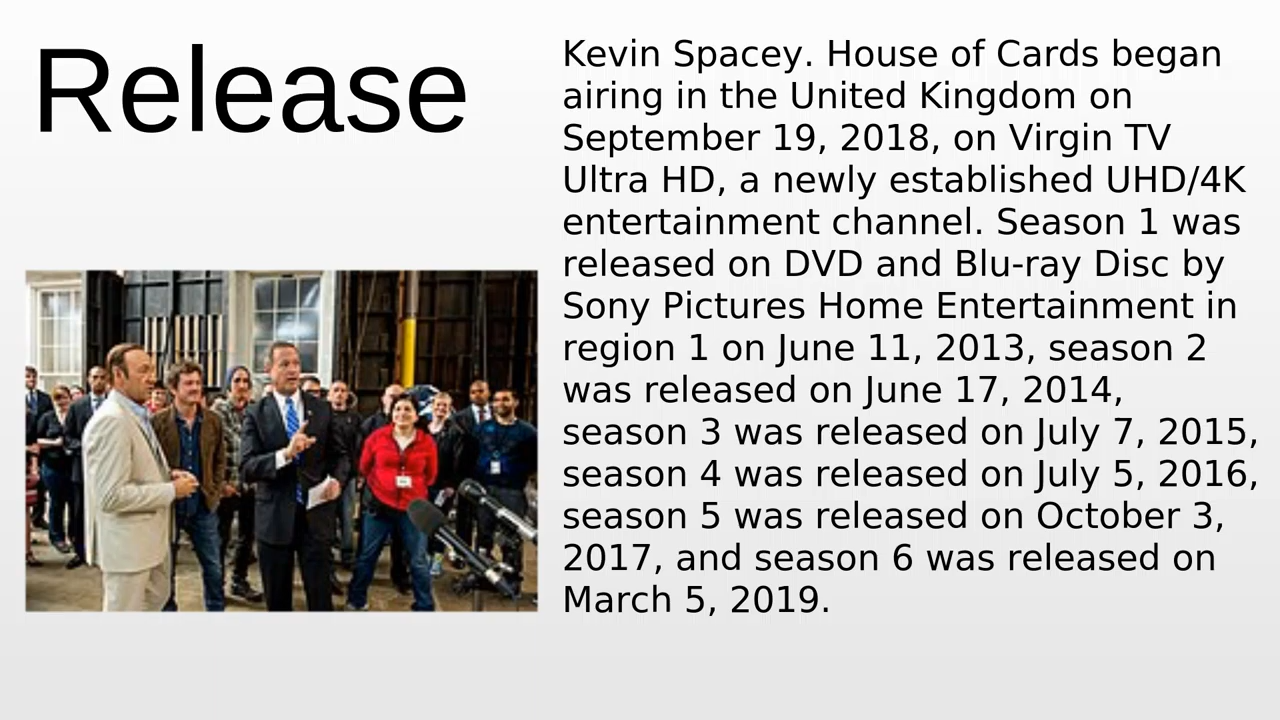 Release
Kevin Spacey. House of Cards began
airing in the United Kingdom on
September 19, 2018, on Virgin TV
Ultra HD, a newly established UHD/4K
entertainment channel. Season 1 was
released on DVD and Blu-ray Disc by
Sony Pictures Home Entertainment in
region 1 on June 11, 2013, season 2
was released on June 17, 2014,
season 3 was released on July 7, 2015,
season 4 was released on July 5, 2016,
season 5 was released on October 3,
2017, and season 6 was released on
March 5, 2019.